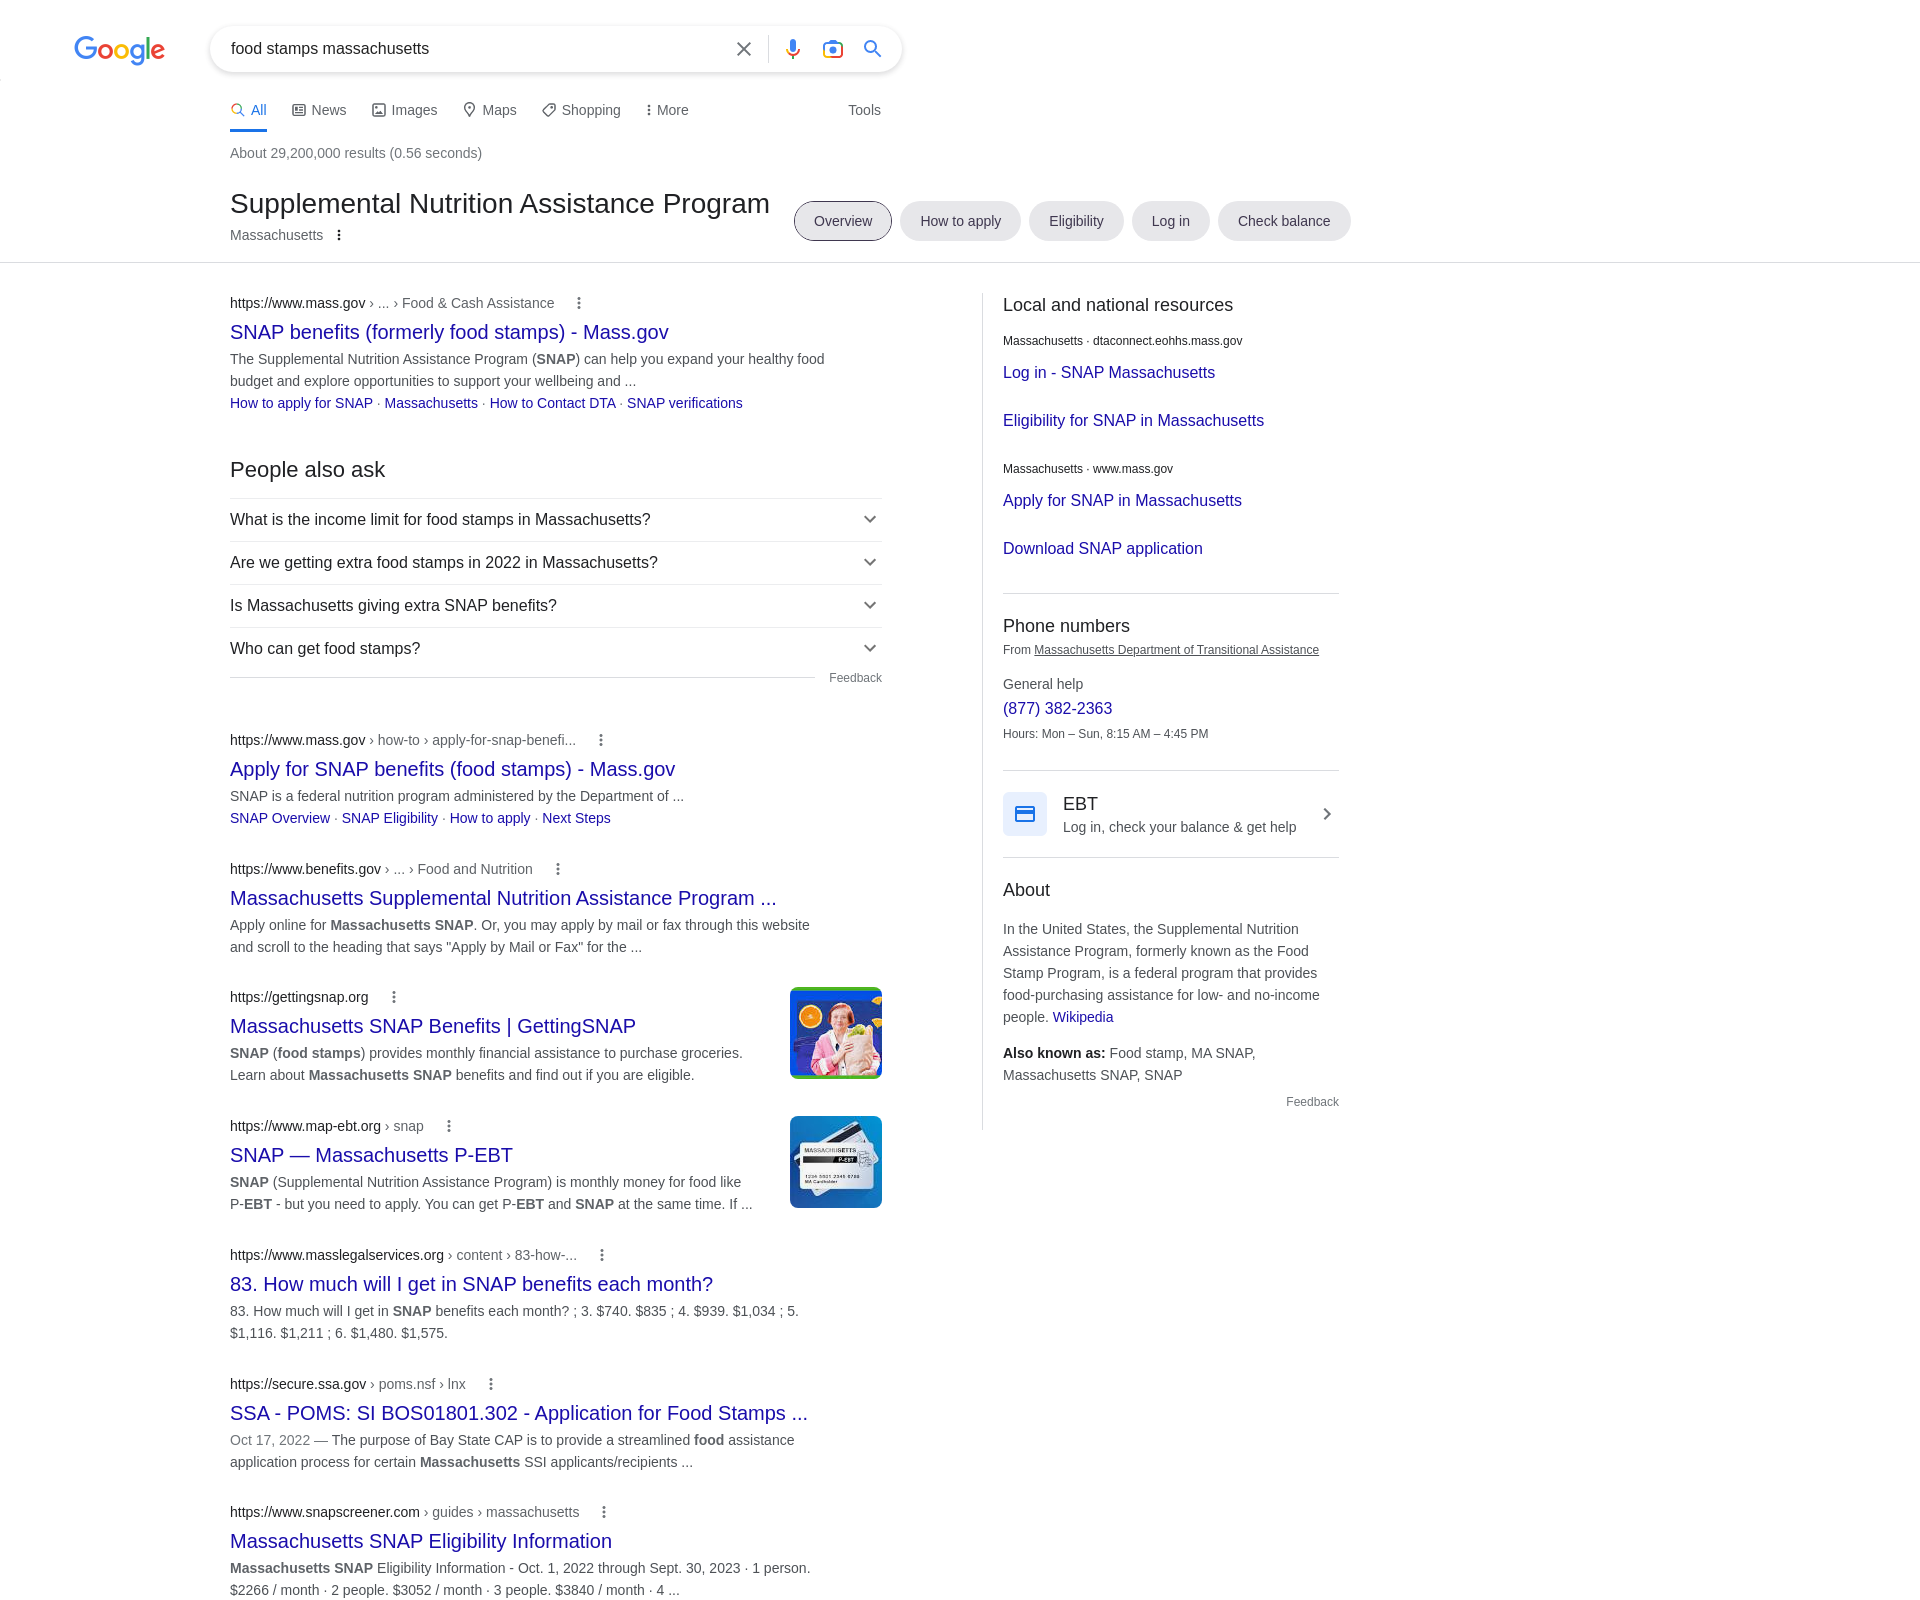 Google
food stamps massachusetts
All News Images Maps Shopping More Tools
About 29,200,000 results (0.56 seconds)
Supplemental Nutrition Assistance Program
Massachusetts
Overview How to apply Eligibility Log in Check balance
https://www.mass.gov › ... › Food & Cash Assistance
SNAP benefits (formerly food stamps) - Mass.gov
The Supplemental Nutrition Assistance Program (SNAP) can help you expand your healthy food
budget and explore opportunities to support your wellbeing and ...
How to apply for SNAP · Massachusetts · How to Contact DTA · SNAP verifications
People also ask
What is the income limit for food stamps in Massachusetts?
Are we getting extra food stamps in 2022 in Massachusetts?
Is Massachusetts giving extra SNAP benefits?
Who can get food stamps?
Feedback
https://www.mass.gov › how-to › apply-for-snap-benefi...
Apply for SNAP benefits (food stamps) - Mass.gov
SNAP is a federal nutrition program administered by the Department of ...
SNAP Overview · SNAP Eligibility · How to apply · Next Steps
https://www.benefits.gov › ... › Food and Nutrition
Massachusetts Supplemental Nutrition Assistance Program ...
Apply online for Massachusetts SNAP. Or, you may apply by mail or fax through this website
and scroll to the heading that says "Apply by Mail or Fax" for the ...
https://gettingsnap.org
Massachusetts SNAP Benefits | GettingSNAP
SNAP (food stamps) provides monthly financial assistance to purchase groceries.
Learn about Massachusetts SNAP benefits and find out if you are eligible.
https://www.map-ebt.org › snap
SNAP — Massachusetts P-EBT
SNAP (Supplemental Nutrition Assistance Program) is monthly money for food like
P-EBT - but you need to apply. You can get P-EBT and SNAP at the same time. If ...
MASSACHUSETTS
P-EBT
MA Cardholder
https://www.masslegalservices.org › content › 83-how-...
83. How much will I get in SNAP benefits each month?
83. How much will I get in SNAP benefits each month? ; 3. $740. $835 ; 4. $939. $1,034 ; 5.
$1,116. $1,211 ; 6. $1,480. $1,575.
https://secure.ssa.gov › poms.nsf › lnx
SSA - POMS: SI BOS01801.302 - Application for Food Stamps ...
Oct 17, 2022 — The purpose of Bay State CAP is to provide a streamlined food assistance
application process for certain Massachusetts SSI applicants/recipients ...
https://www.snapscreener.com › guides › massachusetts
Massachusetts SNAP Eligibility Information
Massachusetts SNAP Eligibility Information - Oct. 1, 2022 through Sept. 30, 2023 · 1 person.
$2266 / month · 2 people. $3052 / month · 3 people. $3840 / month · 4 ...
Local and national resources
Massachusetts · dtaconnect.eohhs.mass.gov
Log in - SNAP Massachusetts
Eligibility for SNAP in Massachusetts
Massachusetts · www.mass.gov
Apply for SNAP in Massachusetts
Download SNAP application
Phone numbers
From Massachusetts Department of Transitional Assistance
General help
(877) 382-2363
Hours: Mon – Sun, 8:15 AM – 4:45 PM
EBT
Log in, check your balance & get help
About
In the United States, the Supplemental Nutrition
Assistance Program, formerly known as the Food
Stamp Program, is a federal program that provides
food-purchasing assistance for low- and no-income
people. Wikipedia
Also known as: Food stamp, MA SNAP,
Massachusetts SNAP, SNAP
Feedback